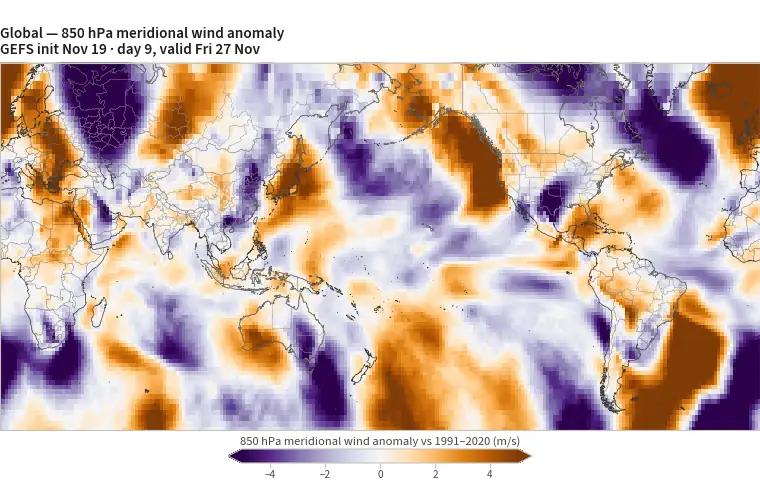 Global — 850 hPa meridional wind anomaly
GEFS init Nov 19 · day 9, valid Fri 27 Nov
850 hPa meridional wind anomaly vs 1991–2020 (m/s)
−4 −2 0 2 4